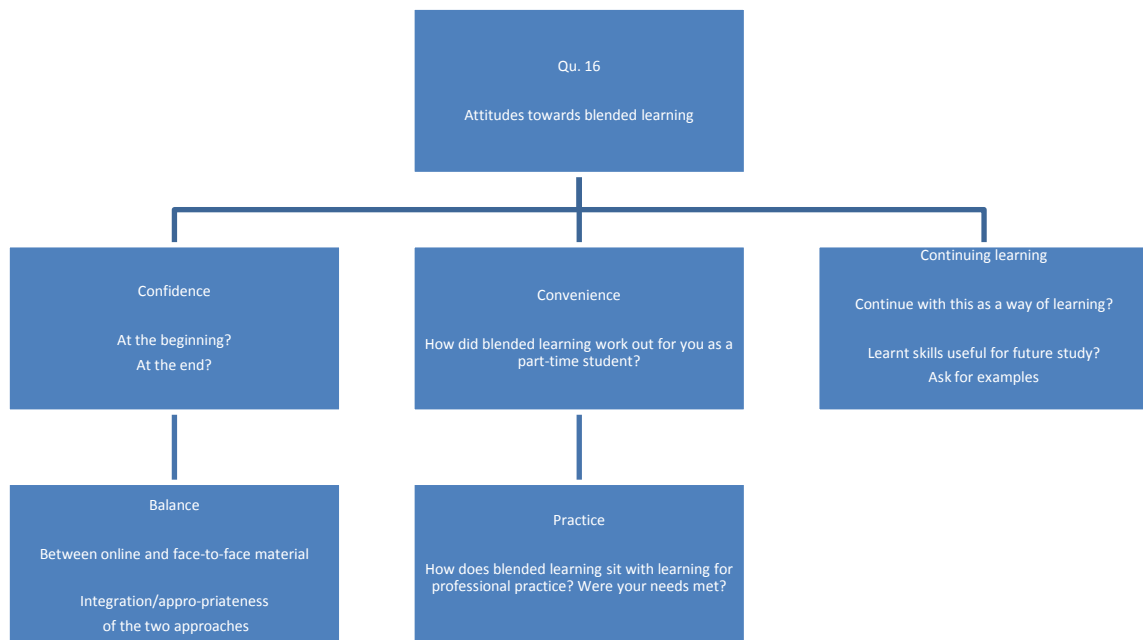 Qu. 16
Attitudes towards blended learning
Confidence
At the beginning?
At the end?
Convenience
How did blended learning work out for you as a
part-time student?
Continuing learning
Continue with this as a way of learning?
Learnt skills useful for future study?
Ask for examples
Balance
Between online and face-to-face material
Integration/appro-priateness
of the two approaches
Practice
How does blended learning sit with learning for
professional practice? Were your needs met?